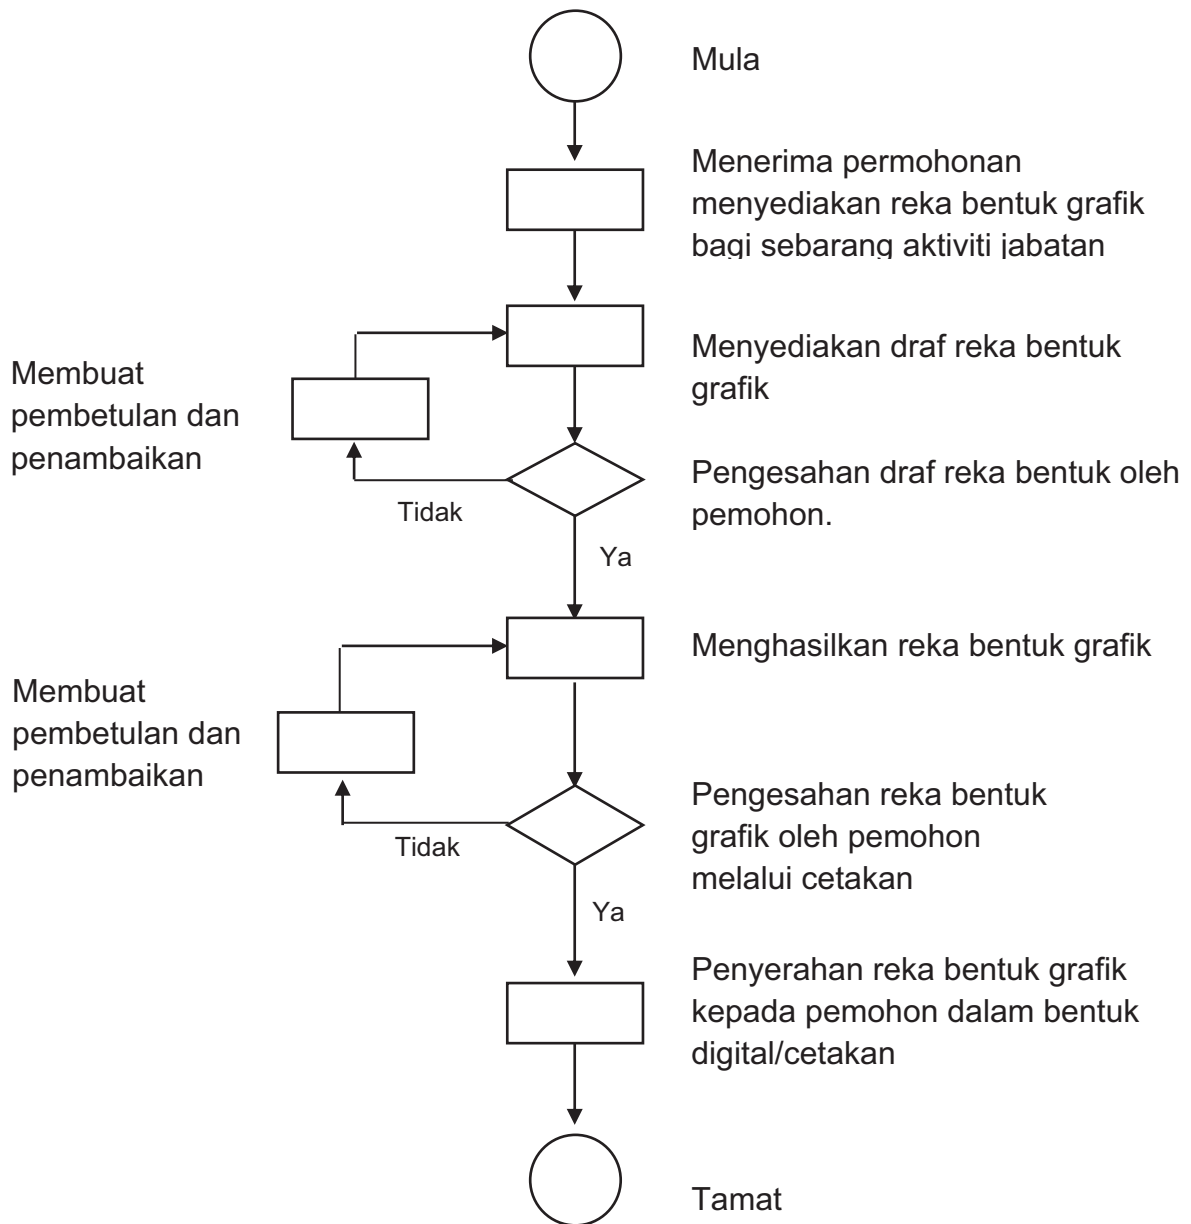 Mula
Menerima permohonan
menyediakan reka bentuk grafik
bagi sebarang aktiviti jabatan
Menyediakan draf reka bentuk
grafik
Membuat
pembetulan dan
penambaikan
Pengesahan draf reka bentuk oleh
pemohon.
Tidak
Ya
Menghasilkan reka bentuk grafik
Membuat
pembetulan dan
penambaikan
Pengesahan reka bentuk
grafik oleh pemohon
melalui cetakan
Tidak
Ya
Penyerahan reka bentuk grafik
kepada pemohon dalam bentuk
digital/cetakan
Tamat